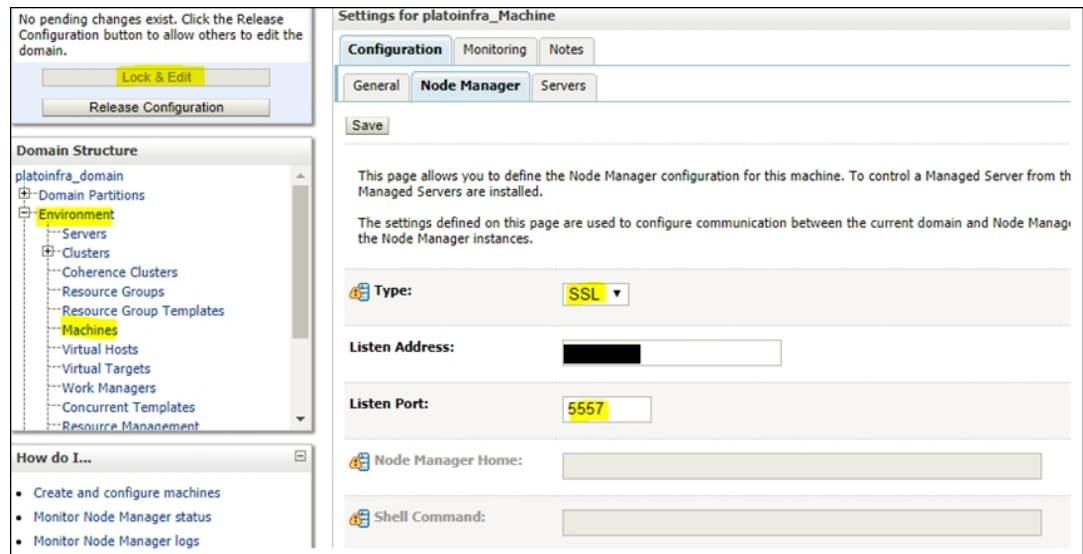 No pending changes exist. Click the Release
Configuration button to allow others to edit the
domain.
Lock & Edit
Release Configuration
Domain Structure
platoinfra_domain
Domain Partitions
Environment
Servers
Clusters
Coherence Clusters
Resource Groups
Resource Group Templates
Machines
Virtual Hosts
Virtual Targets
Work Managers
Concurrent Templates
Resource Management
How do I...
Create and configure machines
Monitor Node Manager status
Monitor Node Manager logs
Settings for platoinfra_Machine
Configuration Monitoring Notes
General Node Manager Servers
Save
This page allows you to define the Node Manager configuration for this machine. To control a Managed Server from th
Managed Servers are installed.
The settings defined on this page are used to configure communication between the current domain and Node Manage
the Node Manager instances.
Type: SSL
Listen Address:
Listen Port: 5557
Node Manager Home:
Shell Command: